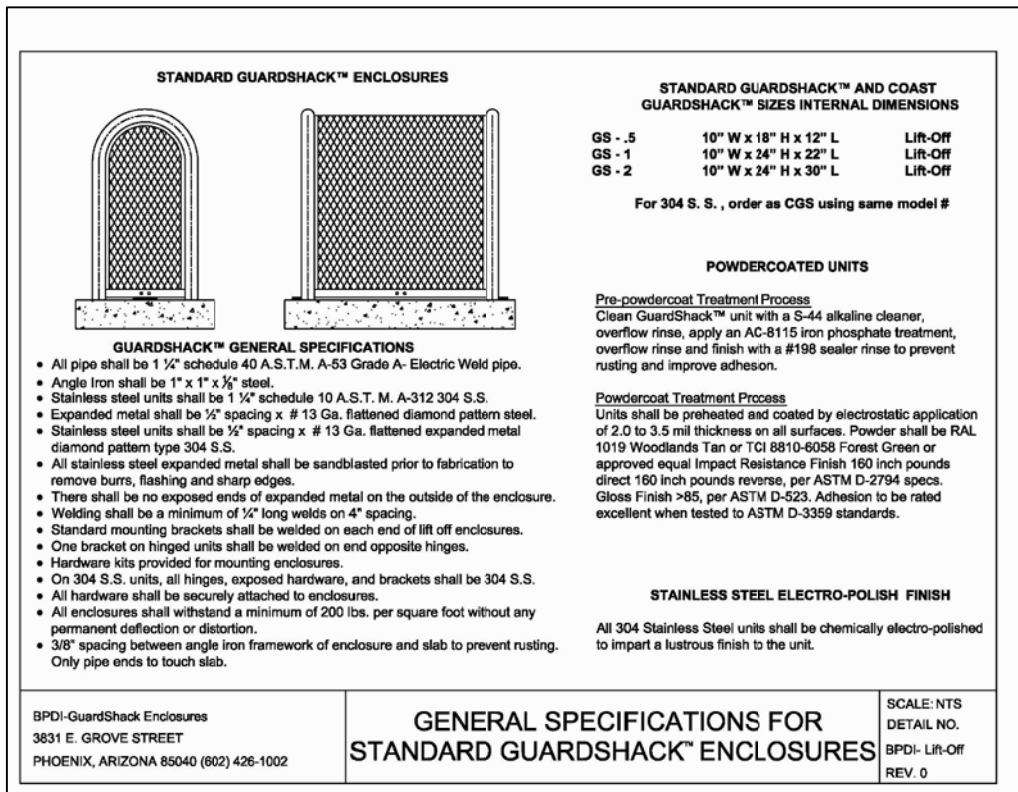 STANDARD GUARDSHACK™ ENCLOSURES
GUARDSHACK™ GENERAL SPECIFICATIONS
• All pipe shall be 1 ¼" schedule 40 A.S.T.M. A-53 Grade A- Electric Weld pipe.
• Angle Iron shall be 1" x 1" x ⅛" steel.
• Stainless steel units shall be 1 ¼" schedule 10 A.S.T. M. A-312 304 S.S.
• Expanded metal shall be ½" spacing x # 13 Ga. flattened diamond pattern steel.
• Stainless steel units shall be ½" spacing x # 13 Ga. flattened expanded metal
diamond pattern type 304 S.S.
• All stainless steel expanded metal shall be sandblasted prior to fabrication to
remove burrs, flashing and sharp edges.
• There shall be no exposed ends of expanded metal on the outside of the enclosure.
• Welding shall be a minimum of ¼" long welds on 4" spacing.
• Standard mounting brackets shall be welded on each end of lift off enclosures.
• One bracket on hinged units shall be welded on end opposite hinges.
• Hardware kits provided for mounting enclosures.
• On 304 S.S. units, all hinges, exposed hardware, and brackets shall be 304 S.S.
• All hardware shall be securely attached to enclosures.
• All enclosures shall withstand a minimum of 200 lbs. per square foot without any
permanent deflection or distortion.
• 3/8" spacing between angle iron framework of enclosure and slab to prevent rusting.
Only pipe ends to touch slab.
STANDARD GUARDSHACK™ AND COAST
GUARDSHACK™ SIZES INTERNAL DIMENSIONS
GS - .5 10" W x 18" H x 12" L Lift-Off
GS - 1 10" W x 24" H x 22" L Lift-Off
GS - 2 10" W x 24" H x 30" L Lift-Off
For 304 S. S. , order as CGS using same model #
POWDERCOATED UNITS
Pre-powdercoat Treatment Process
Clean GuardShack™ unit with a S-44 alkaline cleaner,
overflow rinse, apply an AC-8115 iron phosphate treatment,
overflow rinse and finish with a #198 sealer rinse to prevent
rusting and improve adhesion.
Powdercoat Treatment Process
Units shall be preheated and coated by electrostatic application
of 2.0 to 3.5 mil thickness on all surfaces. Powder shall be RAL
1019 Woodlands Tan or TCI 8810-6058 Forest Green or
approved equal Impact Resistance Finish 160 inch pounds
direct 160 inch pounds reverse, per ASTM D-2794 specs.
Gloss Finish >85, per ASTM D-523. Adhesion to be rated
excellent when tested to ASTM D-3359 standards.
STAINLESS STEEL ELECTRO-POLISH FINISH
All 304 Stainless Steel units shall be chemically electro-polished
to impart a lustrous finish to the unit.
BPDI-GuardShack Enclosures
3831 E. GROVE STREET
PHOENIX, ARIZONA 85040 (602) 426-1002
GENERAL SPECIFICATIONS FOR
STANDARD GUARDSHACK™ ENCLOSURES
SCALE: NTS
DETAIL NO.
BPDI- Lift-Off
REV. 0